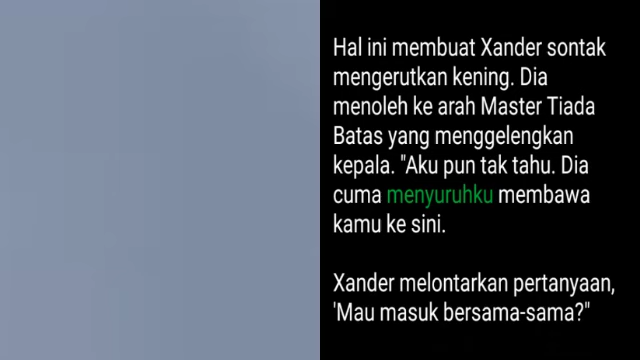 Hal ini membuat Xander sontak
mengerutkan kening. Dia
menoleh ke arah Master Tiada
Batas yang menggelengkan
kepala. "Aku pun tak tahu. Dia
cuma menyuruhku membawa
kamu ke sini.
Xander melontarkan pertanyaan,
'Mau masuk bersama-sama?"